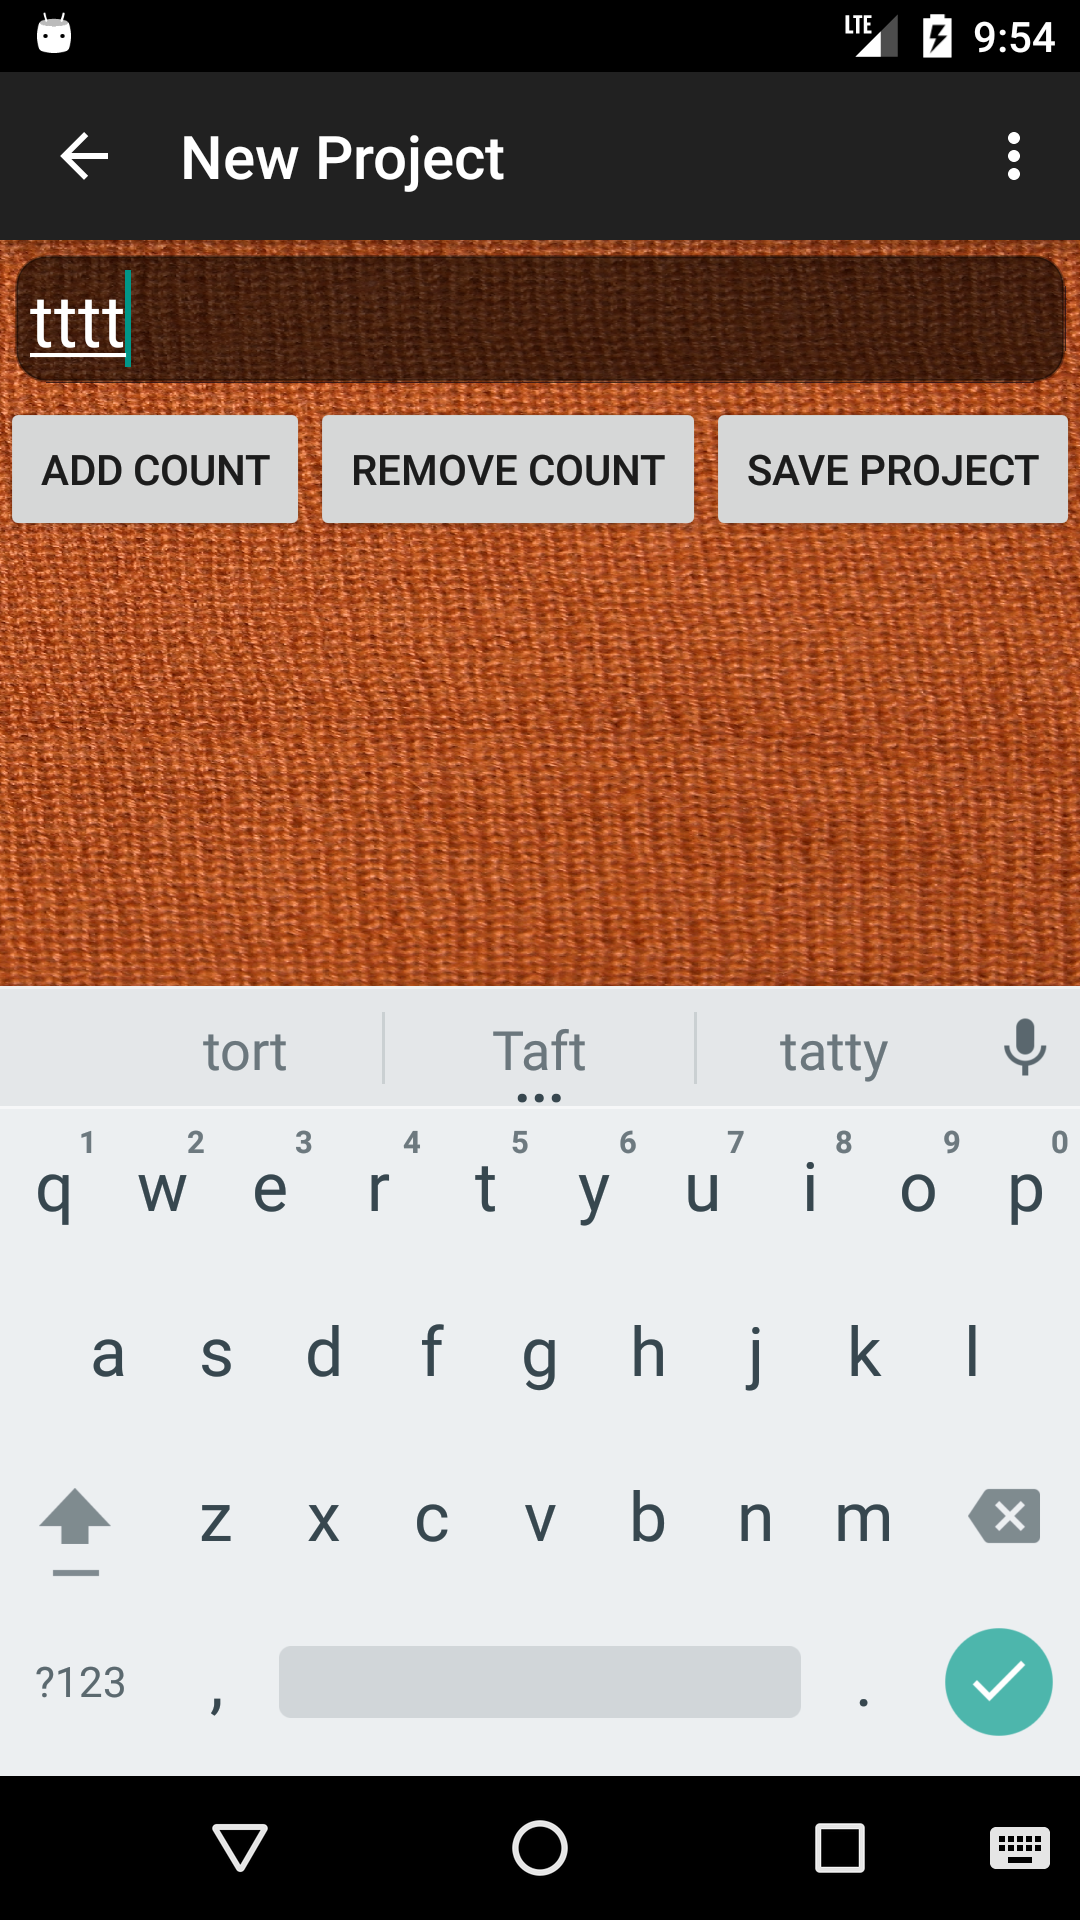 LTE 9:54
New Project
tttt
ADD COUNT REMOVE COUNT SAVE PROJECT
tort Taft tatty
1 2 3 4 5 6 7 8 9 0
q w e r t y u i o p
a s d f g h j k l
z x c v b n m
?123 , .